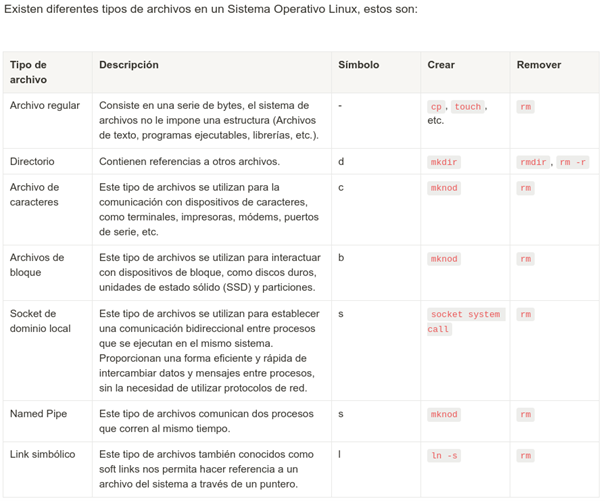 Existen diferentes tipos de archivos en un Sistema Operativo Linux, estos son:
Tipo de archivo Descripción Símbolo Crear Remover
Archivo regular Consiste en una serie de bytes, el sistema de archivos no le impone una estructura (Archivos de texto, programas ejecutables, librerías, etc.). - cp, touch, etc. rm
Directorio Contienen referencias a otros archivos. d mkdir rmdir, rm -r
Archivo de caracteres Este tipo de archivos se utilizan para la comunicación con dispositivos de caracteres, como terminales, impresoras, módems, puertos de serie, etc. c mknod rm
Archivos de bloque Este tipo de archivos se utilizan para interactuar con dispositivos de bloque, como discos duros, unidades de estado sólido (SSD) y particiones. b mknod rm
Socket de dominio local Este tipo de archivos se utilizan para establecer una comunicación bidireccional entre procesos que se ejecutan en el mismo sistema. Proporcionan una forma eficiente y rápida de intercambiar datos y mensajes entre procesos, sin la necesidad de utilizar protocolos de red. s socket system call rm
Named Pipe Este tipo de archivos comunican dos procesos que corren al mismo tiempo. s mknod rm
Link simbólico Este tipo de archivos también conocidos como soft links nos permita hacer referencia a un archivo del sistema a través de un puntero. l ln -s rm